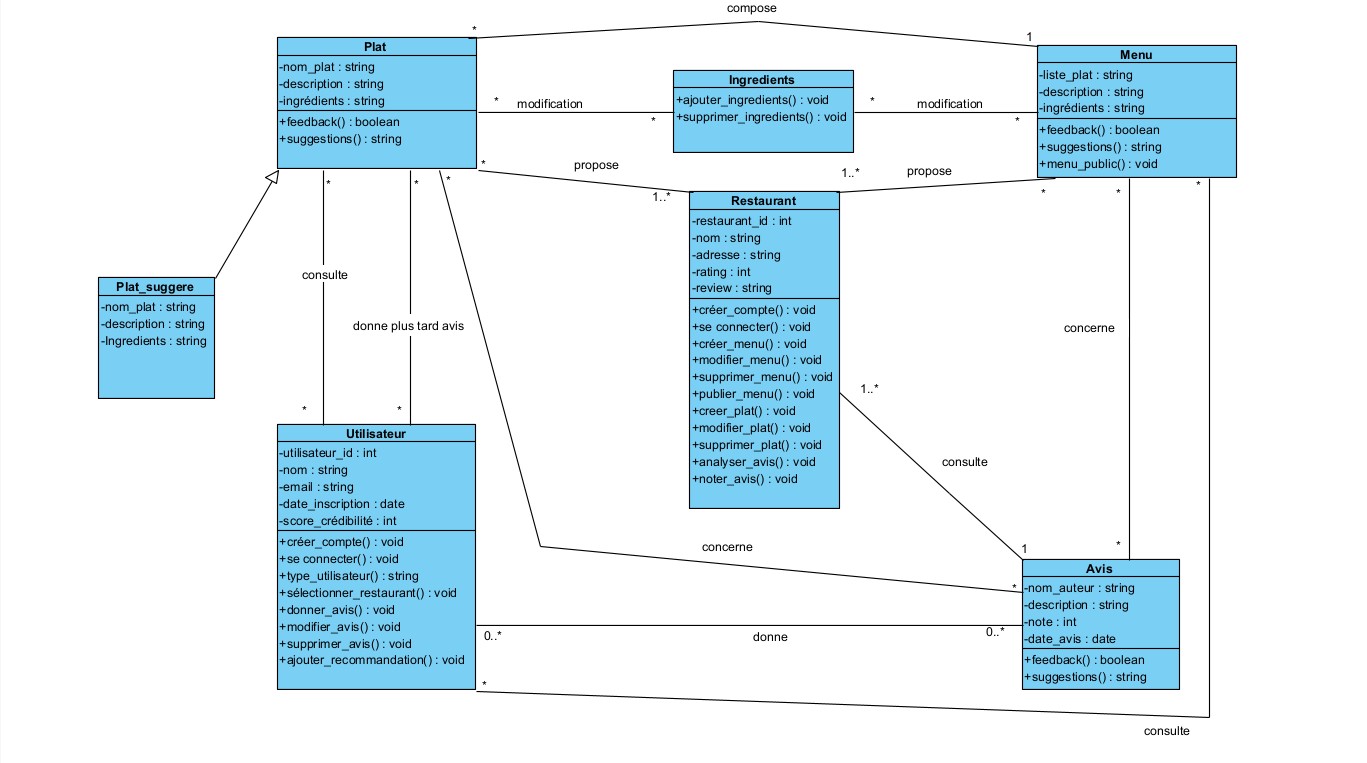 compose
*
1
Plat
-nom_plat : string
-description : string
-ingrédients : string
+feedback() : boolean
+suggestions() : string
Menu
-liste_plat : string
-description : string
-ingrédients : string
+feedback() : boolean
+suggestions() : string
+menu_public() : void
Ingredients
+ajouter_ingredients() : void
+supprimer_ingredients() : void
* modification
*
* modification
*
*
propose
1..*
1..*
propose
*
*
*
*
*
*
Restaurant
-restaurant_id : int
-nom : string
-adresse : string
-rating : int
-review : string
+créer_compte() : void
+se connecter() : void
+créer_menu() : void
+modifier_menu() : void
+supprimer_menu() : void
+publier_menu() : void
+creer_plat() : void
+modifier_plat() : void
+supprimer_plat() : void
+analyser_avis() : void
+noter_avis() : void
Plat_suggere
-nom_plat : string
-description : string
-Ingredients : string
consulte
donne plus tard avis
concerne
*
*
1..*
consulte
1
*
Utilisateur
-utilisateur_id : int
-nom : string
-email : string
-date_inscription : date
-score_crédibilité : int
+créer_compte() : void
+se connecter() : void
+type_utilisateur() : string
+sélectionner_restaurant() : void
+donner_avis() : void
+modifier_avis() : void
+supprimer_avis() : void
+ajouter_recommandation() : void
concerne
*
Avis
-nom_auteur : string
-description : string
-note : int
-date_avis : date
+feedback() : boolean
+suggestions() : string
0..*
donne
0..*
*
consulte